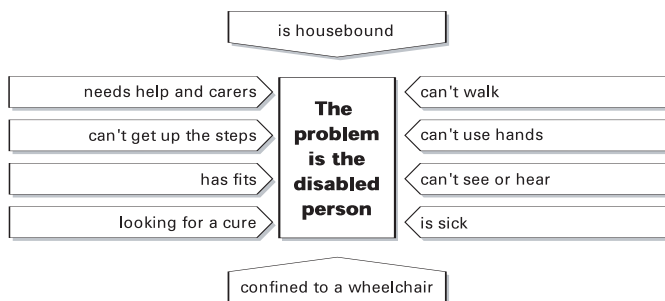 is housebound
needs help and carers
can't get up the steps
has fits
looking for a cure
The
problem
is the
disabled
person
can't walk
can't use hands
can't see or hear
is sick
confined to a wheelchair